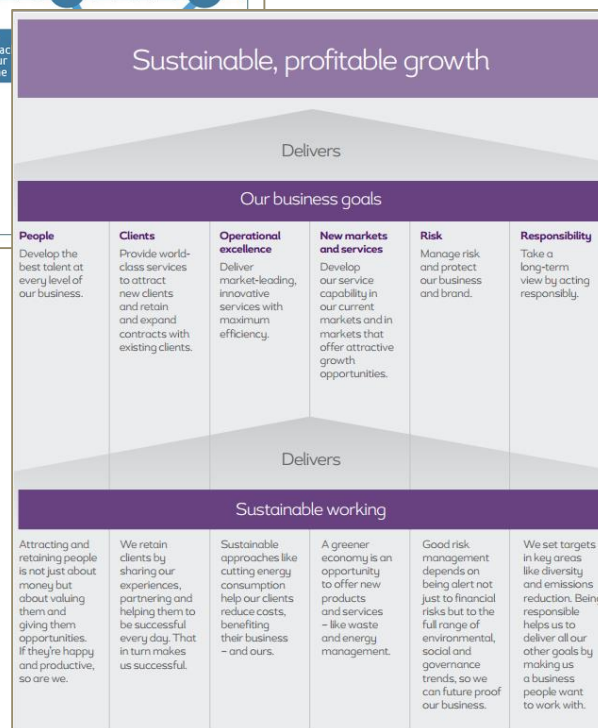 Sustainable, profitable growth
Delivers
Our business goals
People
Develop the
best talent at
every level of
our business.
Clients
Provide world-
class services
to attract
new clients
and retain
and expand
contracts with
existing clients.
Operational
excellence
Deliver
market-leading,
innovative
services with
maximum
efficiency.
New markets
and services
Develop
our service
capability in
our current
markets and in
markets that
offer attractive
growth
opportunities.
Risk
Manage risk
and protect
our business
and brand.
Responsibility
Take a
long-term
view by acting
responsibly.
Delivers
Sustainable working
Attracting and
retaining people
is not just about
money but
about valuing
them and
giving them
opportunities.
If they're happy
and productive,
so are we.
We retain
clients by
sharing our
experiences,
partnering and
helping them to
be successful
every day. That
in turn makes
us successful.
Sustainable
approaches like
cutting energy
consumption
help our clients
reduce costs,
benefiting
their business
– and ours.
A greener
economy is an
opportunity
to offer new
products
and services
– like waste
and energy
management.
Good risk
management
depends on
being alert not
just to financial
risks but to the
full range of
environmental,
social and
governance
trends, so we
can future proof
our business.
We set targets
in key areas
like diversity
and emissions
reduction. Being
responsible
helps us to
deliver all our
other goals by
making us
a business
people want
to work with.